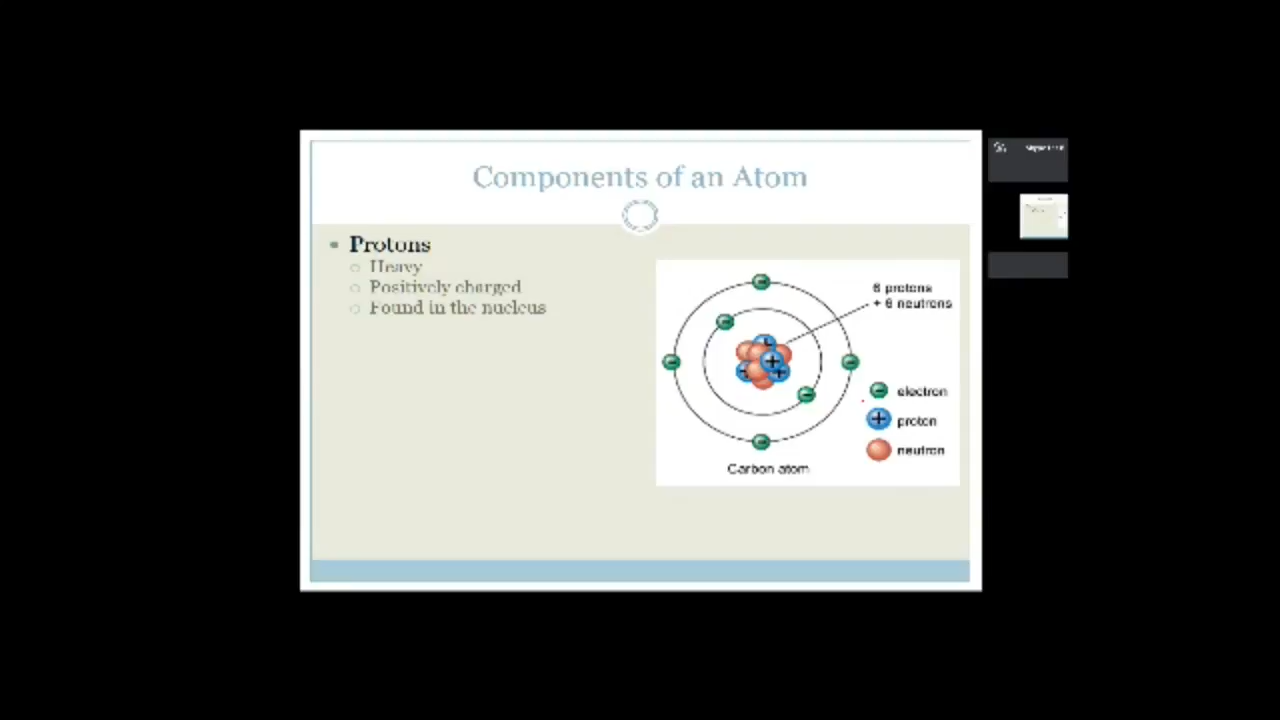 Components of an Atom
Protons
Heavy
Positively charged
Found in the nucleus
6 protons
+ 6 neutrons
electron
proton
neutron
Carbon atom